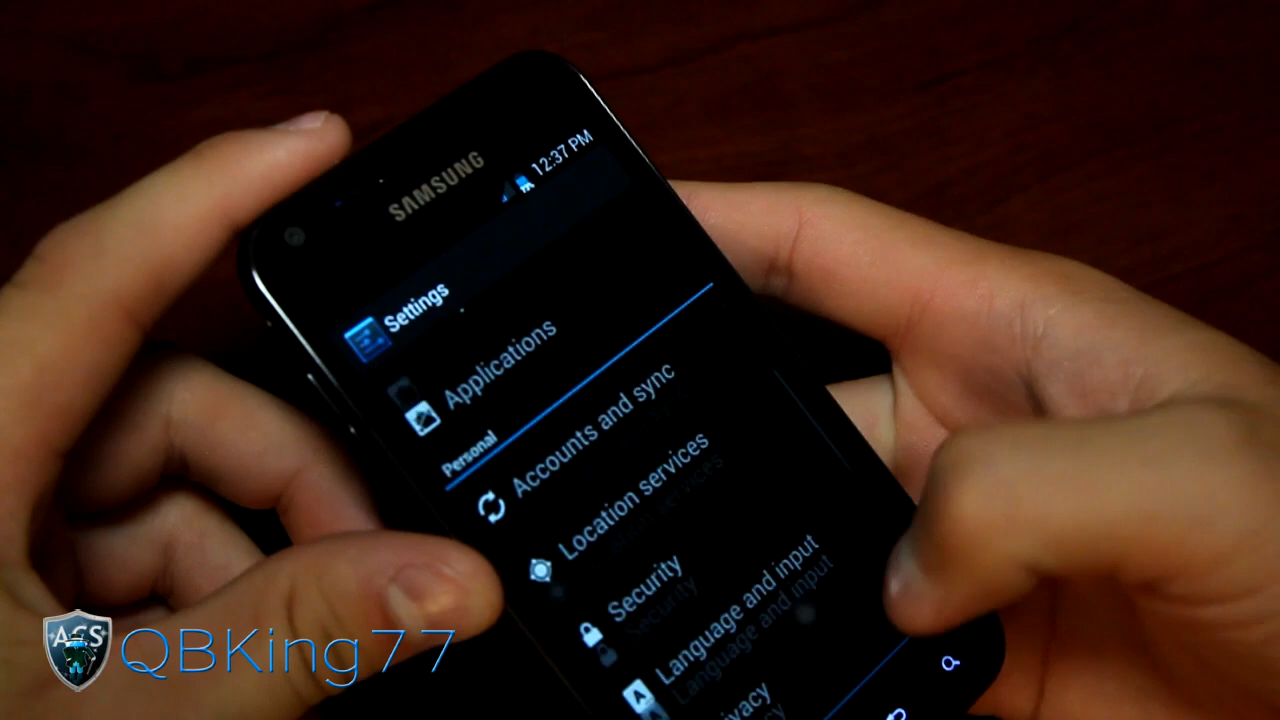 SAMSUNG
12:37 PM
Settings
Applications
Personal
Accounts and sync
Location services
Security
Language and input
ACS
QBKing77